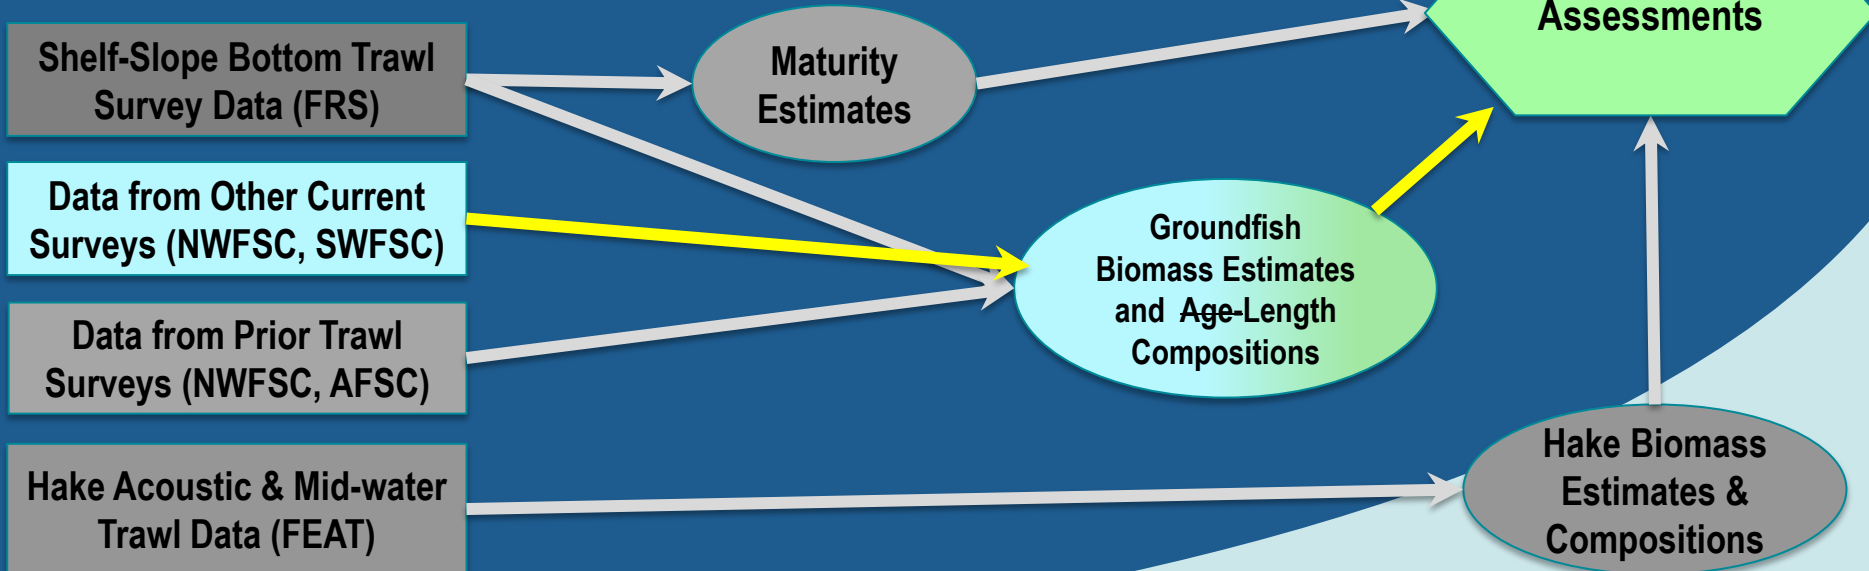 Assessments
Shelf-Slope Bottom Trawl
Survey Data (FRS)
Maturity
Estimates
Data from Other Current
Surveys (NWFSC, SWFSC)
Groundfish
Biomass Estimates
and Age-Length
Compositions
Data from Prior Trawl
Surveys (NWFSC, AFSC)
Hake Acoustic & Mid-water
Trawl Data (FEAT)
Hake Biomass
Estimates &
Compositions